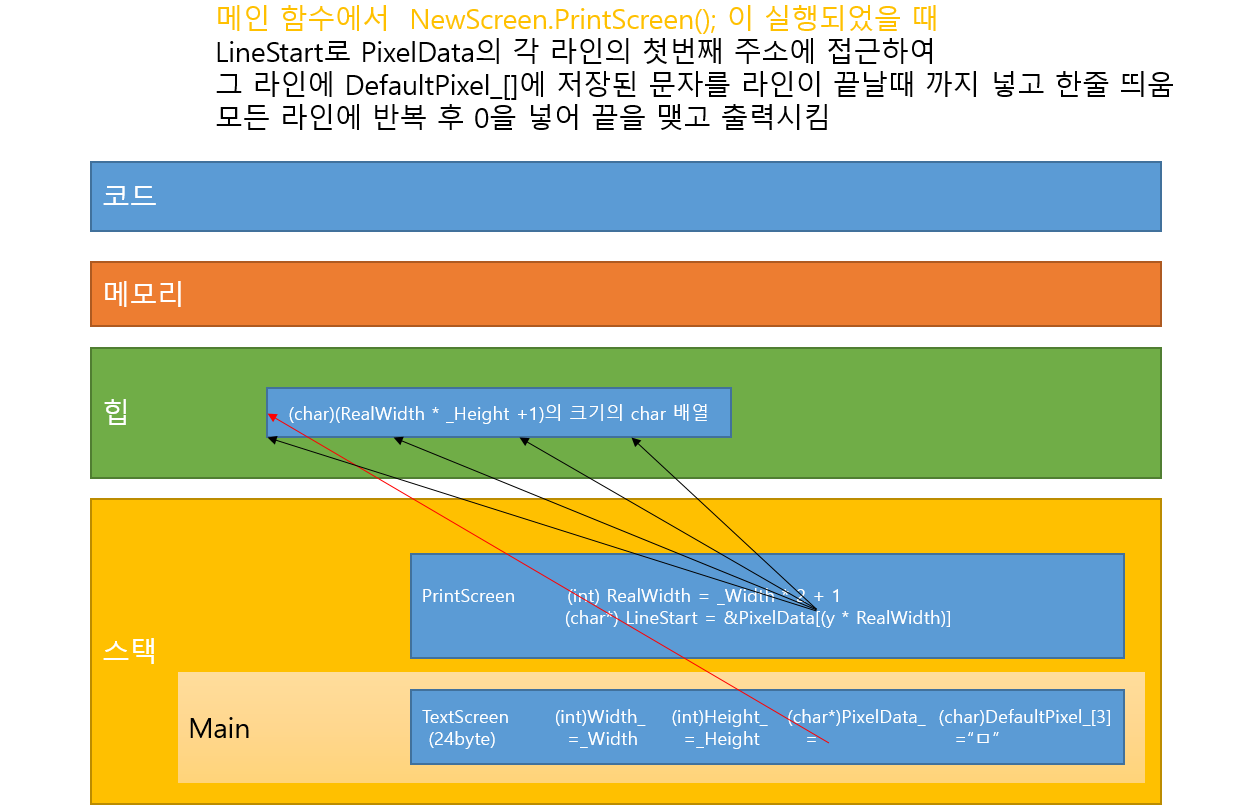 메인 함수에서 NewScreen.PrintScreen(); 이 실행되었을 때
LineStart로 PixelData의 각 라인의 첫번째 주소에 접근하여
그 라인에 DefaultPixel_[]에 저장된 문자를 라인이 끝날때 까지 넣고 한줄 띄움
모든 라인에 반복 후 0을 넣어 끝을 맺고 출력시킴
코드
메모리
힙
(char)(RealWidth * _Height +1)의 크기의 char 배열
스택
PrintScreen (int) RealWidth = _Width * 2 + 1
(char*) LineStart = &PixelData[(y * RealWidth)]
Main
TextScreen (int)Width_ (int)Height_ (char*)PixelData_ (char)DefaultPixel_[3]
(24byte) =_Width =_Height = =“ㅁ”